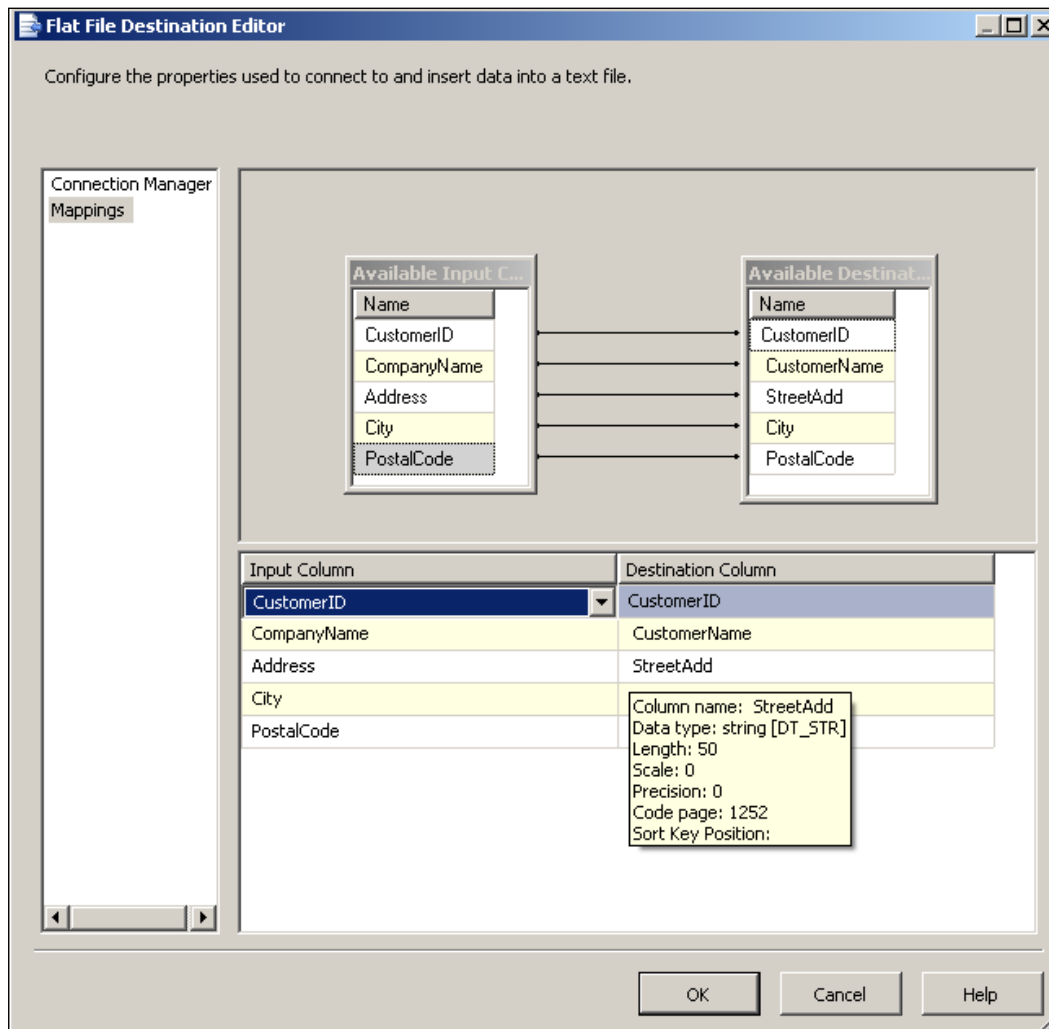 Flat File Destination Editor
Configure the properties used to connect to and insert data into a text file.
Connection Manager
Mappings
Available Input C...
Name
CustomerID
CompanyName
Address
City
PostalCode
Available Destinat...
Name
CustomerID
CustomerName
StreetAdd
City
PostalCode
Input Column Destination Column
CustomerID CustomerID
CompanyName CustomerName
Address StreetAdd
City
PostalCode
Column name: StreetAdd
Data type: string [DT_STR]
Length: 50
Scale: 0
Precision: 0
Code page: 1252
Sort Key Position:
OK Cancel Help